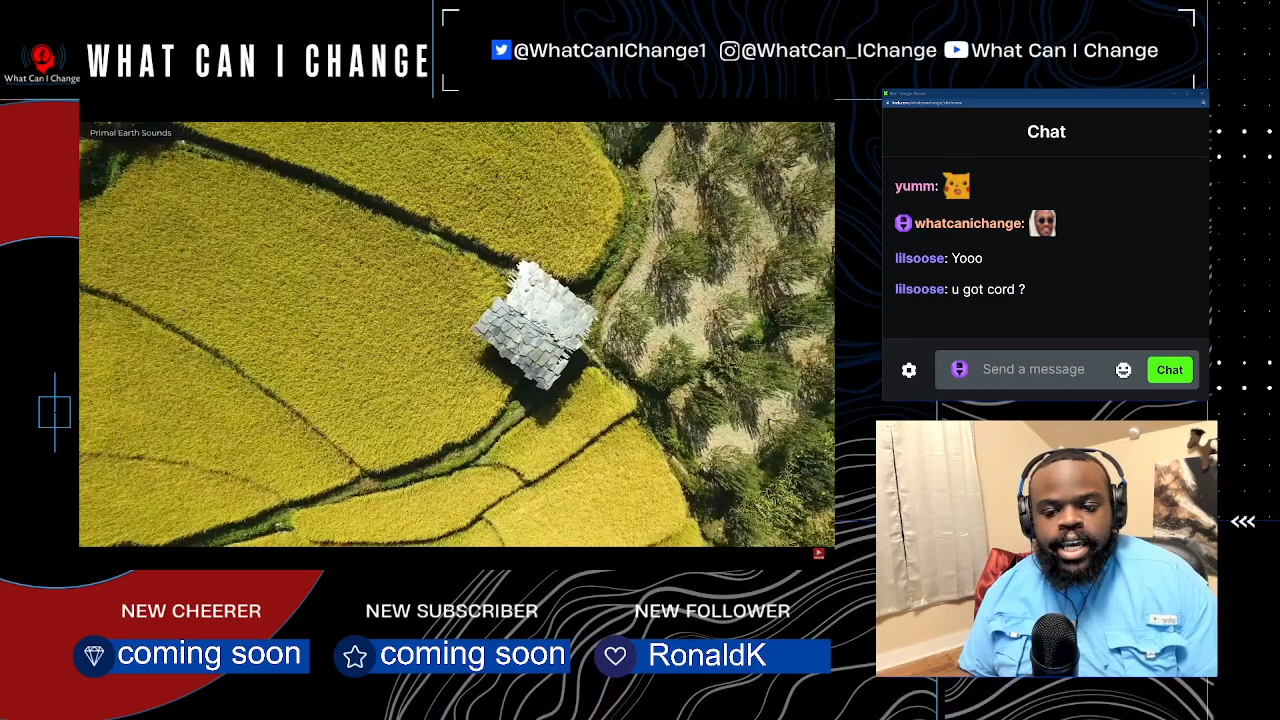 What Can I Change
WHAT CAN I CHANGE
@WhatCanIChange1 @WhatCan_IChange What Can I Change
Primal Earth Sounds
Chat
yumm:
whatcanichange:
lilsoose: Yooo
lilsoose: u got cord ?
Send a message
Chat
NEW CHEERER
NEW SUBSCRIBER
NEW FOLLOWER
coming soon
coming soon
RonaldK